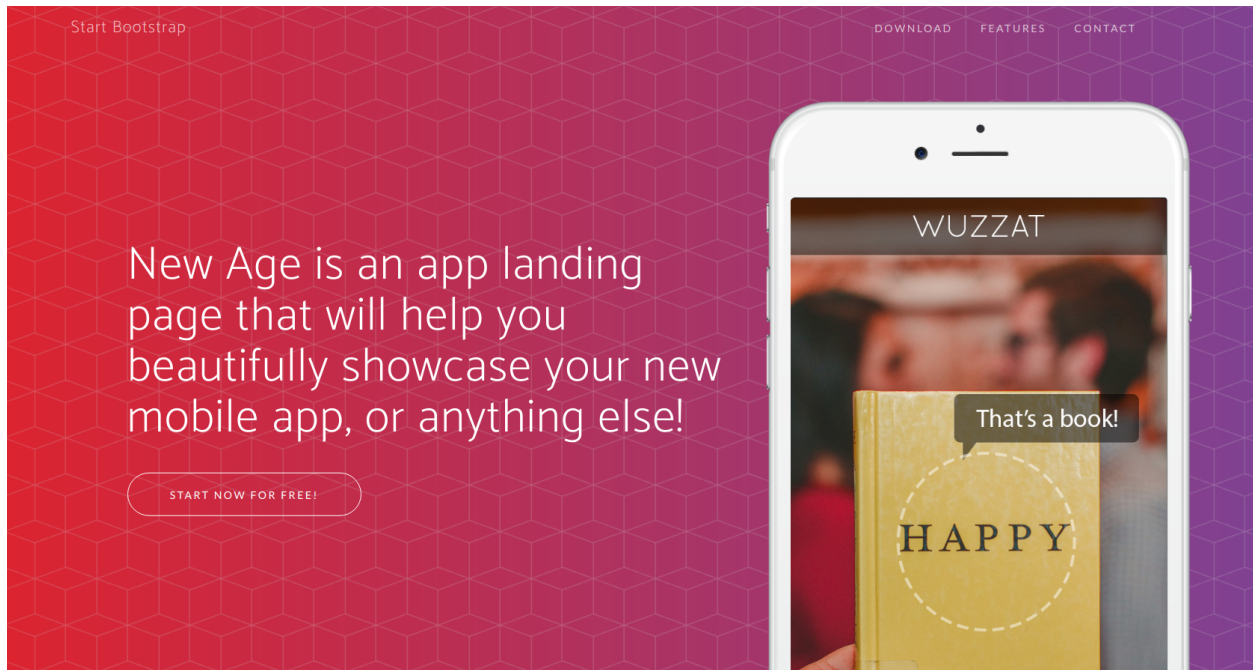 Start Bootstrap
DOWNLOAD FEATURES CONTACT
WUZZAT
New Age is an app landing
page that will help you
beautifully showcase your new
mobile app, or anything else!
START NOW FOR FREE!
That's a book!
HAPPY